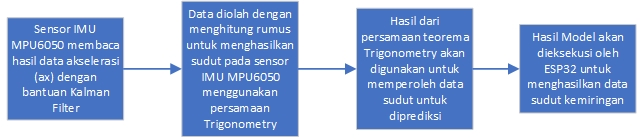 Sensor IMU
MPU6050 membaca
hasil data akselerasi
(ax) dengan
bantuan Kalman
Filter
Data diolah dengan
menghitung rumus
untuk menghasilkan
sudut pada sensor
IMU MPU6050
menggunakan
persamaan
Trigonometry
Hasil dari
persamaan teorema
Trigonometry akan
digunakan untuk
memperoleh data
sudut untuk
diprediksi
Hasil Model akan
dieksekusi oleh
ESP32 untuk
menghasilkan data
sudut kemiringan